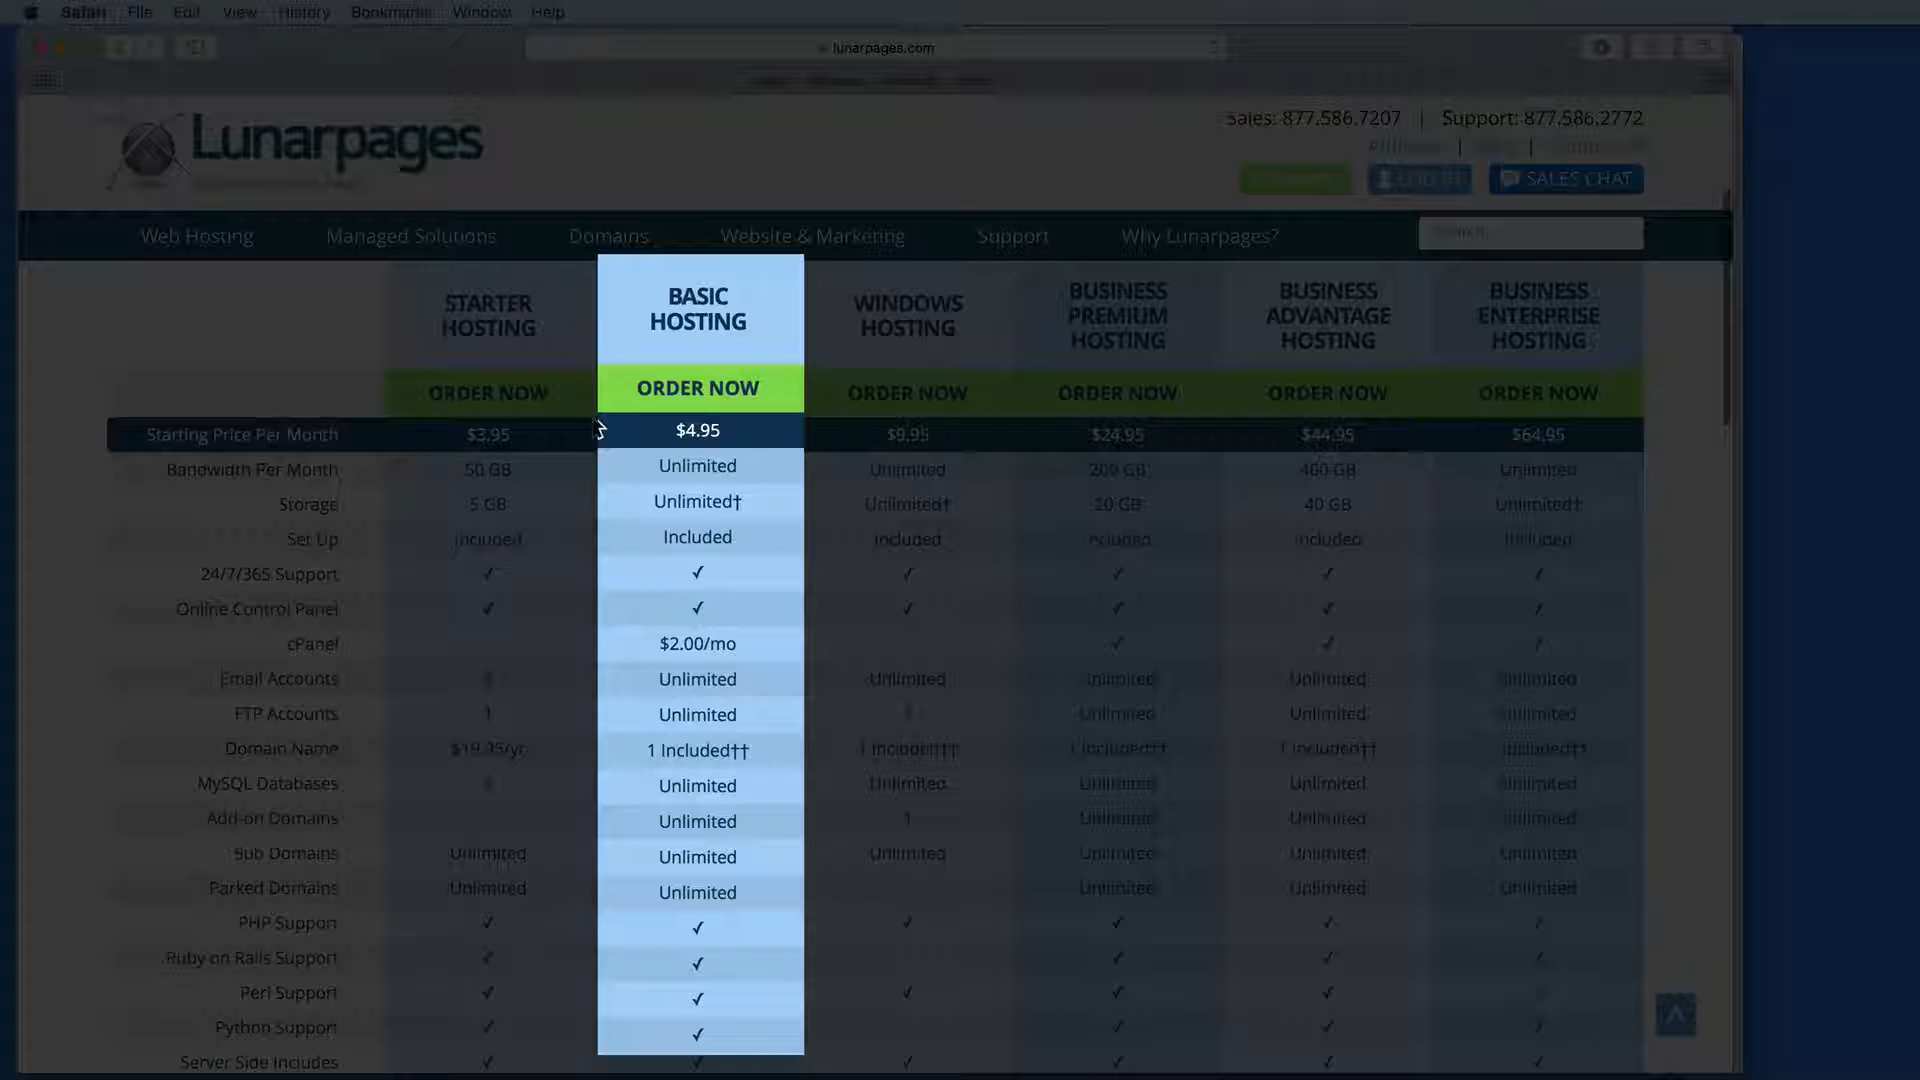 Safari File Edit View History Bookmarks Window Help
lunarpages.com
Lunarpages
Sales: 877.586.7207 | Support: 877.586.2772
SALES CHAT
Web Hosting Managed Solutions Domains Website & Marketing Support Why Lunarpages?
STARTER HOSTING BASIC HOSTING WINDOWS HOSTING BUSINESS PREMIUM HOSTING BUSINESS ADVANTAGE HOSTING BUSINESS ENTERPRISE HOSTING
ORDER NOW ORDER NOW ORDER NOW ORDER NOW ORDER NOW ORDER NOW
Starting Price Per Month $3.95 $4.95 $9.95 $24.95 $44.95 $64.95
Bandwidth Per Month 50 GB Unlimited Unlimited 200 GB 400 GB Unlimited
Storage 5 GB Unlimited† Unlimited† 20 GB 40 GB Unlimited†
Set Up Included Included Included Included Included Included
24/7/365 Support ✓ ✓ ✓ ✓ ✓ ✓
Online Control Panel ✓ ✓ ✓ ✓ ✓ ✓
cPanel $2.00/mo ✓ ✓ ✓
Email Accounts Unlimited Unlimited Unlimited Unlimited Unlimited
FTP Accounts 1 Unlimited Unlimited Unlimited Unlimited
Domain Name 1 Included†† 1 Included†† 1 Included†† 1 Included†† Included††
MySQL Databases Unlimited Unlimited Unlimited Unlimited Unlimited
Add-on Domains Unlimited 1 Unlimited Unlimited Unlimited
Sub Domains Unlimited Unlimited Unlimited Unlimited Unlimited Unlimited
Parked Domains Unlimited Unlimited Unlimited Unlimited Unlimited
PHP Support ✓ ✓ ✓ ✓ ✓ ✓
Ruby on Rails Support ✓ ✓ ✓ ✓ ✓
Perl Support ✓ ✓ ✓ ✓ ✓
Python Support ✓ ✓ ✓ ✓ ✓
Server Side Includes ✓ ✓ ✓ ✓ ✓ ✓